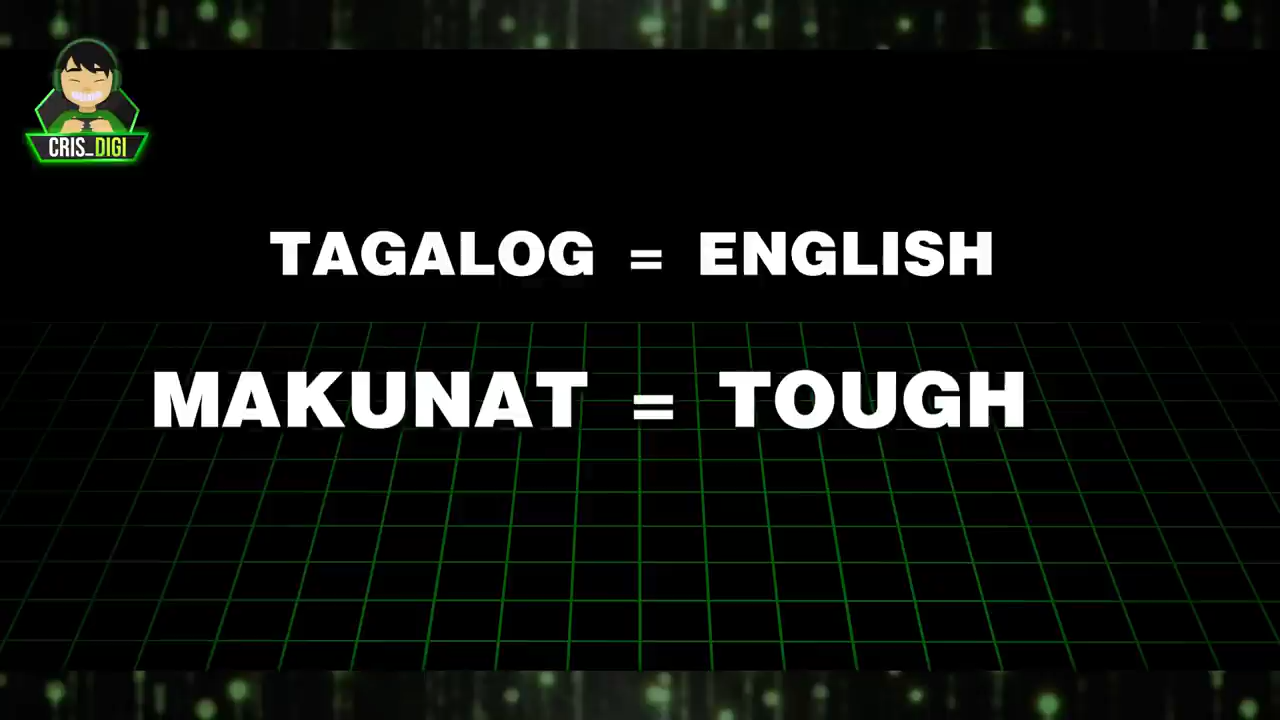 CRIS_DIGI
TAGALOG = ENGLISH
MAKUNAT = TOUGH